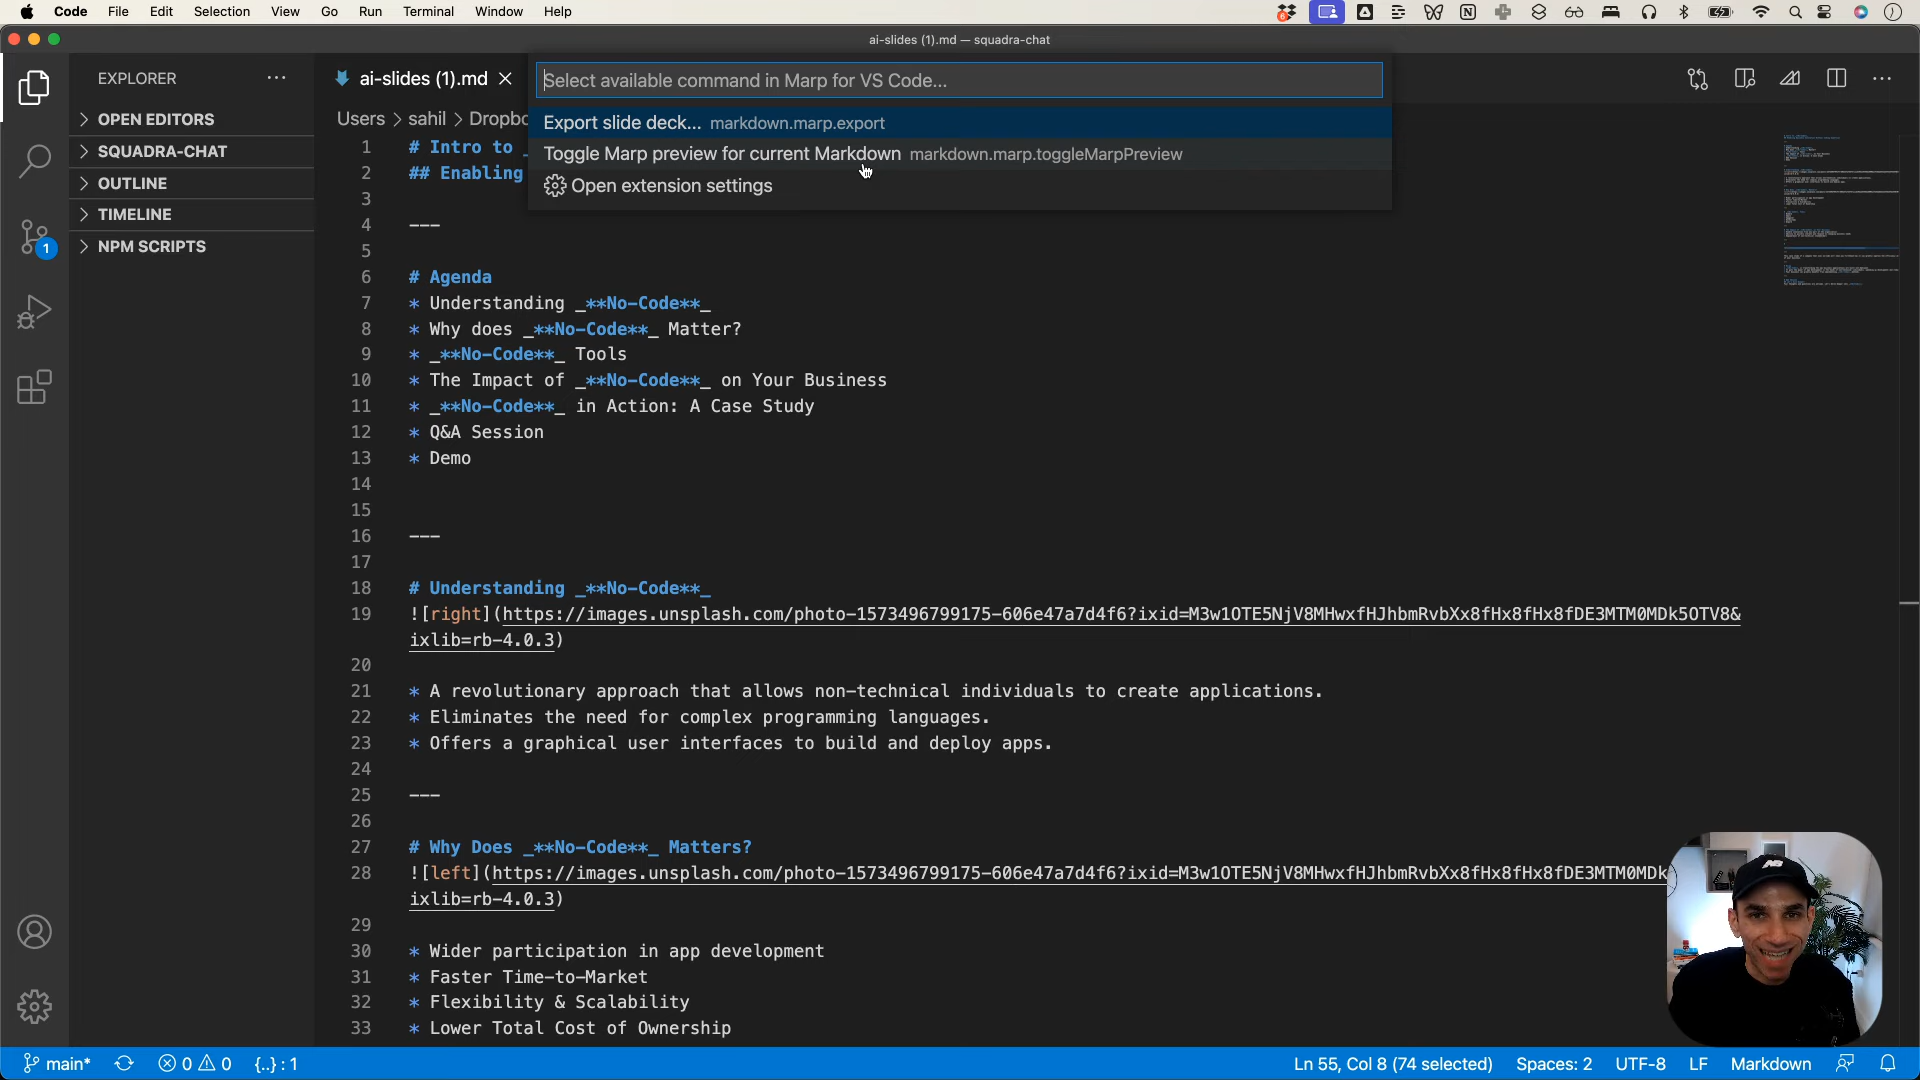 Code File Edit Selection View Go Run Terminal Window Help
ai-slides (1).md — squadra-chat
EXPLORER
OPEN EDITORS
SQUADRA-CHAT
OUTLINE
TIMELINE
NPM SCRIPTS
1
ai-slides (1).md
Select available command in Marp for VS Code...
Export slide deck... markdown.marp.export
Toggle Marp preview for current Markdown markdown.marp.toggleMarpPreview
Open extension settings
Users > sahil >
1 # Intro to _
2 ## Enabling
3
4 ---
5
6 # Agenda
7 * Understanding _**No-Code**_
8 * Why does _**No-Code**_ Matter?
9 * _**No-Code**_ Tools
10 * The Impact of _**No-Code**_ on Your Business
11 * _**No-Code**_ in Action: A Case Study
12 * Q&A Session
13 * Demo
14
15
16 ---
17
18 # Understanding _**No-Code**_
19 ![right](https://images.unsplash.com/photo-1573496799175-606e47a7d4f6?ixid=M3w1OTE5NjV8MHwxfHJhbmRvbXx8fHx8fHx8fDE3MTM0MDk5OTV8&
ixlib=rb-4.0.3)
20
21 * A revolutionary approach that allows non-technical individuals to create applications.
22 * Eliminates the need for complex programming languages.
23 * Offers a graphical user interfaces to build and deploy apps.
24
25 ---
26
27 # Why Does _**No-Code**_ Matters?
28 ![left](https://images.unsplash.com/photo-1573496799175-606e47a7d4f6?ixid=M3w1OTE5NjV8MHwxfHJhbmRvbXx8fHx8fHx8fDE3MTM0MDk
ixlib=rb-4.0.3)
29
30 * Wider participation in app development
31 * Faster Time-to-Market
32 * Flexibility & Scalability
33 * Lower Total Cost of Ownership
main* 0 0 {..} : 1 Ln 55, Col 8 (74 selected) Spaces: 2 UTF-8 LF Markdown